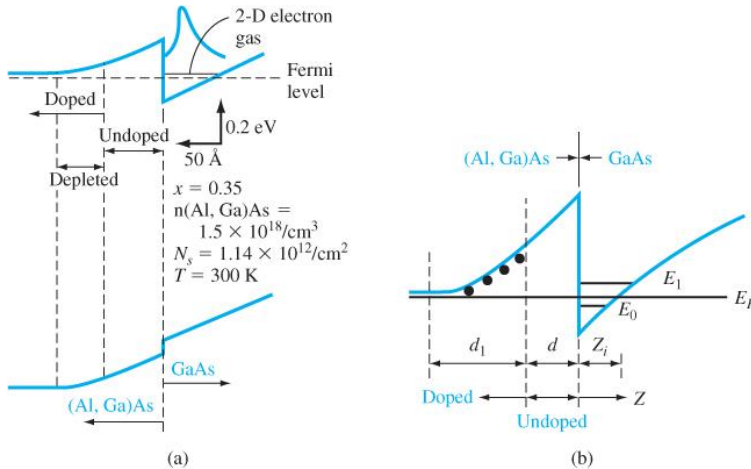 2-D electron
gas
Fermi
level
Doped
Undoped
0.2 eV
50 Å
Depleted
x = 0.35
n(Al, Ga)As =
1.5 × 10¹⁸/cm³
Nₛ = 1.14 × 10¹²/cm²
T = 300 K
GaAs
(Al, Ga)As
(a)
(Al, Ga)As
GaAs
E₁
E₀
d₁
d
Zᵢ
Doped
Z
Undoped
(b)